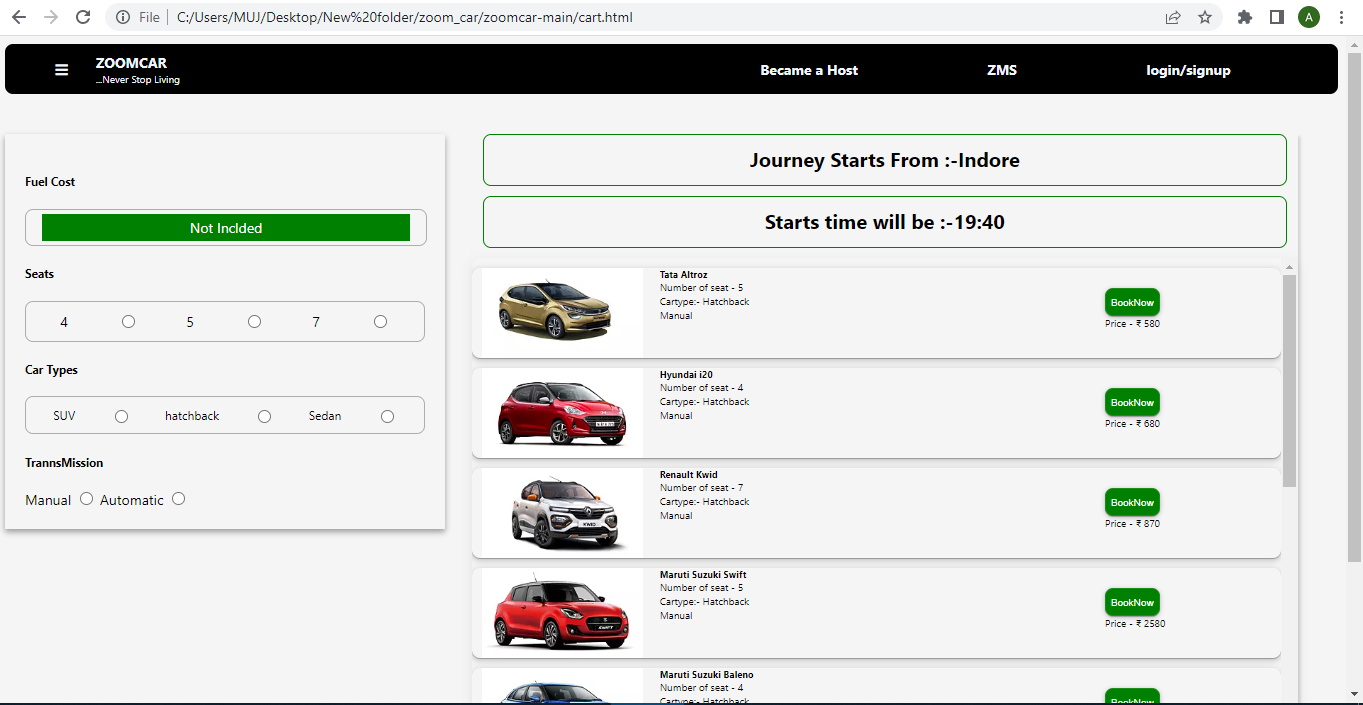 File
C:/Users/MUJ/Desktop/New%20folder/zoom_car/zoomcar-main/cart.html
A
ZOOMCAR
...Never Stop Living
Became a Host
ZMS
login/signup
Fuel Cost
Not Inclded
Seats
4 5 7
Car Types
SUV hatchback Sedan
TrannsMission
Manual Automatic
Journey Starts From :-Indore
Starts time will be :-19:40
Tata Altroz
Number of seat - 5
Cartype:- Hatchback
Manual
BookNow
Price - ₹ 580
Hyundai i20
Number of seat - 4
Cartype:- Hatchback
Manual
BookNow
Price - ₹ 680
Renault Kwid
Number of seat - 7
Cartype:- Hatchback
Manual
BookNow
Price - ₹ 870
KWID
Maruti Suzuki Swift
Number of seat - 5
Cartype:- Hatchback
Manual
BookNow
Price - ₹ 2580
SWIFT
Maruti Suzuki Baleno
Number of seat - 4
Cartype:- Hatchback
BookNow